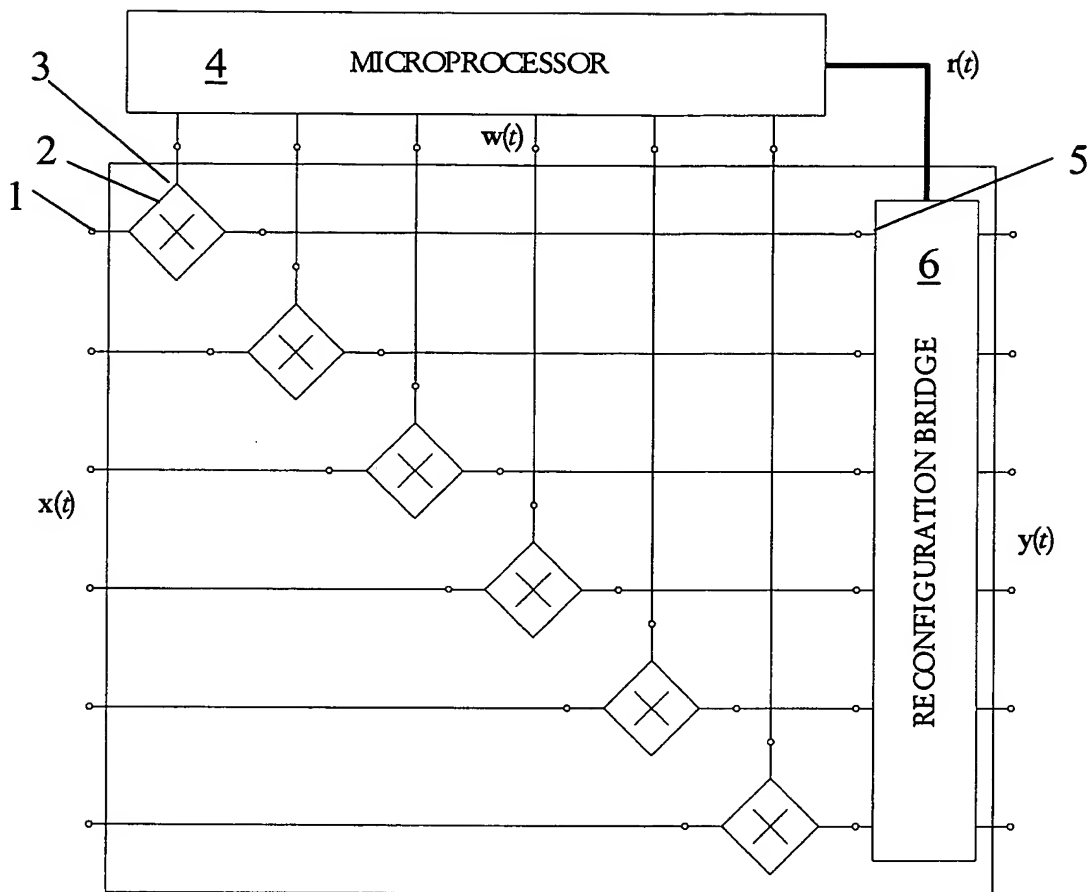 4 MICROPROCESSOR r(t)
3
w(t)
2
5
1
6
RECONFIGURATION BRIDGE
x(t)
y(t)